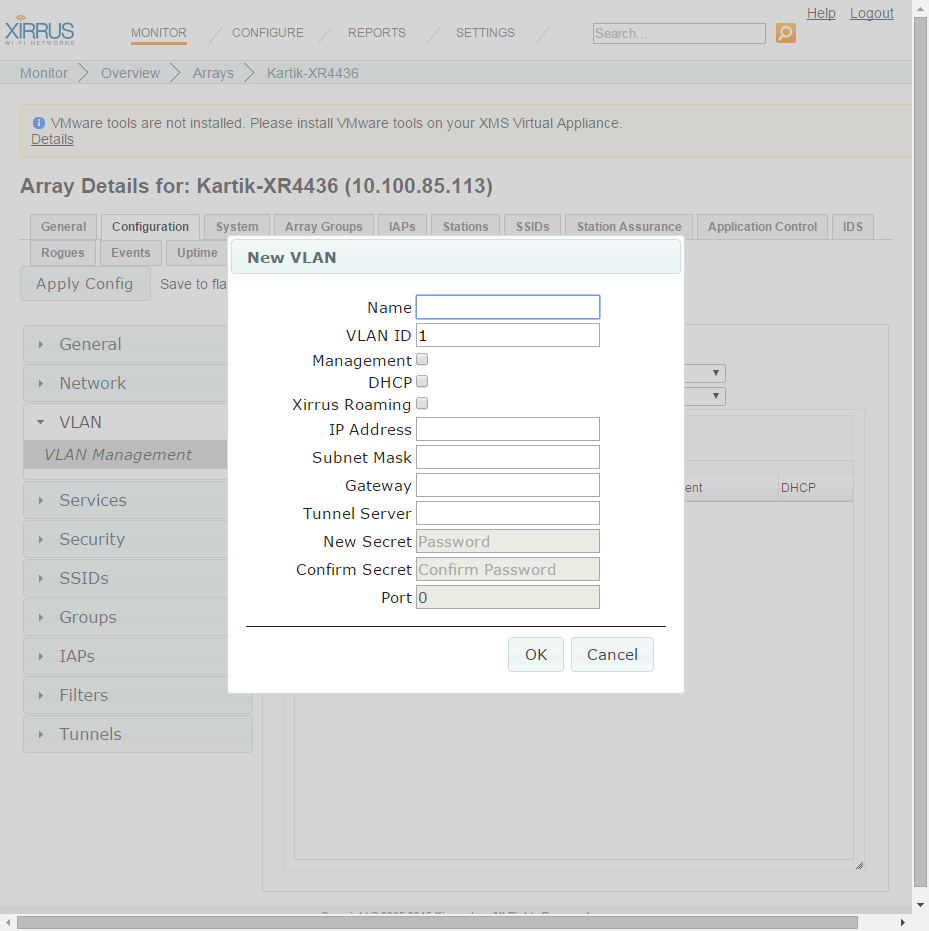 Help Logout
XIRRUS
WI-FI NETWORKS
MONITOR CONFIGURE REPORTS SETTINGS Search...
Monitor Overview Arrays Kartik-XR4436
VMware tools are not installed. Please install VMware tools on your XMS Virtual Appliance.
Details
Array Details for: Kartik-XR4436 (10.100.85.113)
General Configuration System Array Groups IAPs Stations SSIDs Station Assurance Application Control IDS
Rogues Events Uptime
Apply Config Save to fla
New VLAN
Name
VLAN ID 1
Management
DHCP
Xirrus Roaming
IP Address
Subnet Mask
Gateway
Tunnel Server
New Secret Password
Confirm Secret Confirm Password
Port 0
OK Cancel
General
Network
VLAN
VLAN Management
Services
Security
SSIDs
Groups
IAPs
Filters
Tunnels
ent DHCP